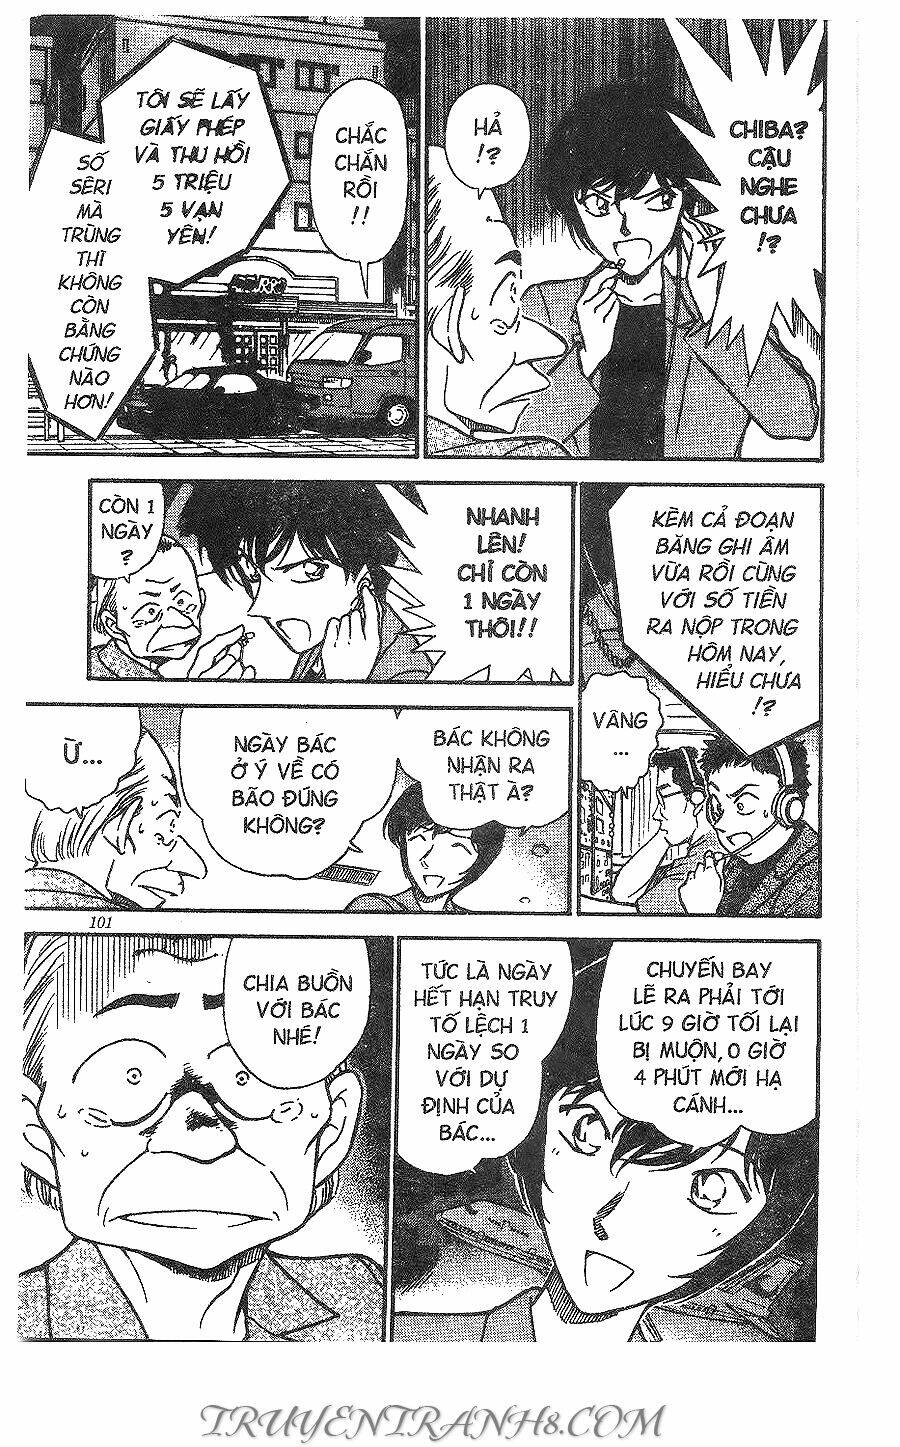 CHIBA?
CẬU
NGHE
CHƯA
!?
HẢ
!?
CHẮC
CHẮN
RỒI
!!
TÔI SẼ LẤY
GIẤY PHÉP
VÀ THU HỒI
5 TRIỆU
5 VẠN
YÊN!
SỐ
SÊRI
MÀ
TRÙNG
THÌ
KHÔNG
CÒN
BẰNG
CHỨNG
NÀO
HƠN!
KÈM CẢ ĐOẠN
BĂNG GHI ÂM
VỪA RỒI CÙNG
VỚI SỐ TIỀN
RA NỘP TRONG
HÔM NAY,
HIỂU CHƯA
!?
VÂNG
...
NHANH
LÊN!
CHỈ CÒN
1 NGÀY
THÔI!!
CÒN 1
NGÀY
?
BÁC KHÔNG
NHẬN RA
THẬT À?
NGÀY BÁC
Ở Ý VỀ CÓ
BÃO ĐÚNG
KHÔNG?
Ừ...
101
CHUYẾN BAY
LẼ RA PHẢI TỚI
LÚC 9 GIỜ TỐI LẠI
BỊ MUỘN, 0 GIỜ
4 PHÚT MỚI HẠ
CÁNH...
TỨC LÀ NGÀY
HẾT HẠN TRUY
TỐ LỆCH 1
NGÀY SO
VỚI DỰ
ĐỊNH CỦA
BÁC...
CHIA BUỒN
VỚI BÁC
NHÉ!
TRUYENTRANH8.COM